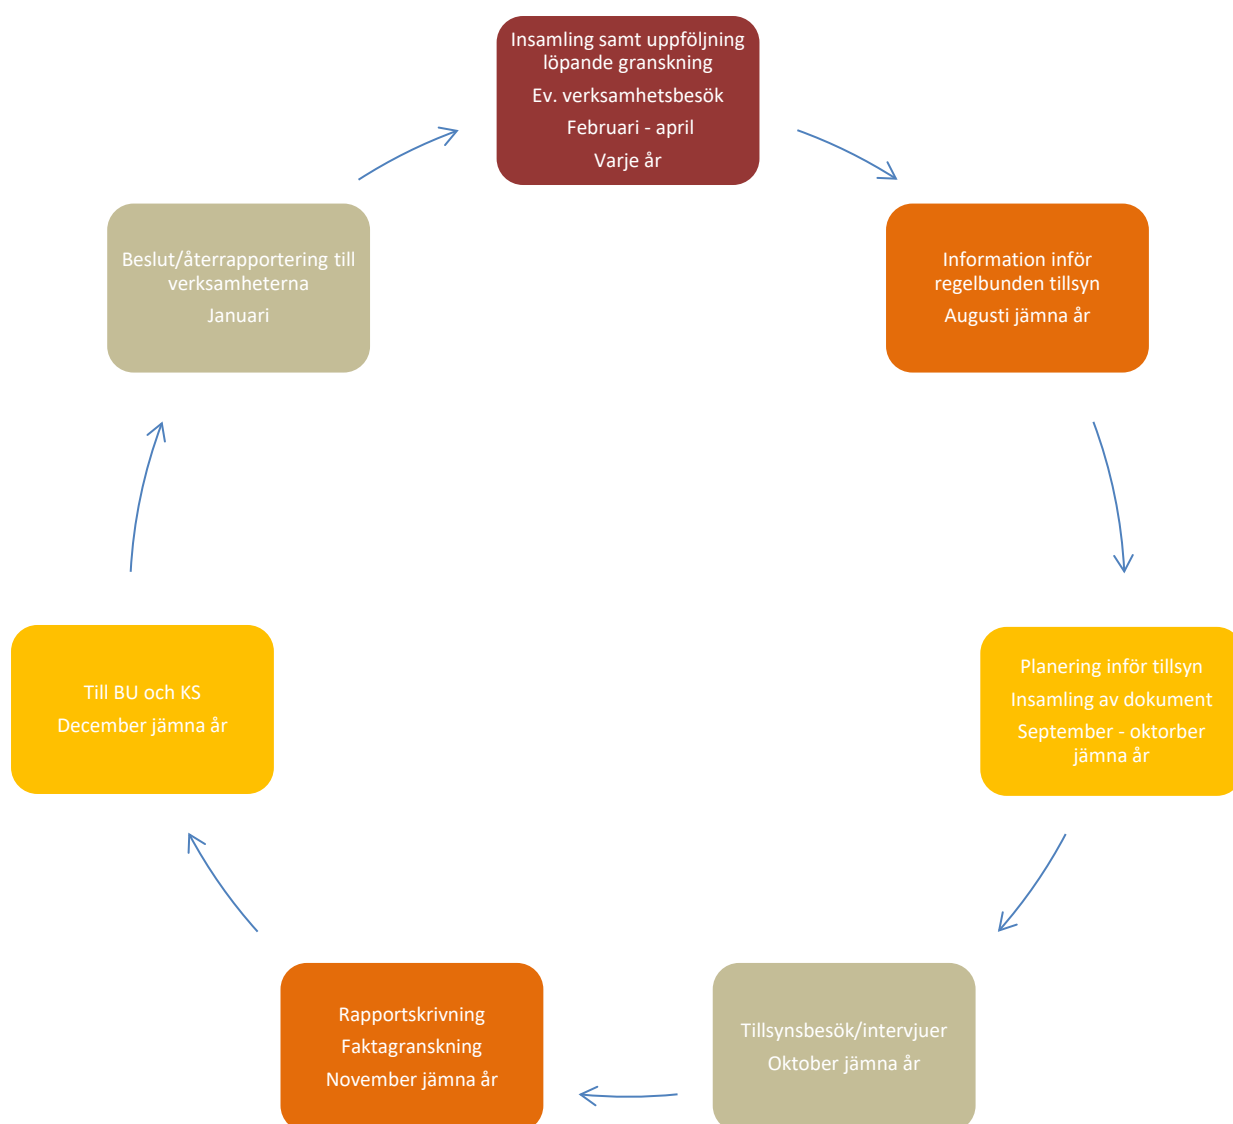 Insamling samt uppföljning
löpande granskning
Ev. verksamhetsbesök
Februari - april
Varje år
Information inför
regelbunden tillsyn
Augusti jämna år
Planering inför tillsyn
Insamling av dokument
September - oktorber
jämna år
Tillsynsbesök/intervjuer
Oktober jämna år
Rapportskrivning
Faktagranskning
November jämna år
Till BU och KS
December jämna år
Beslut/återrapportering till
verksamheterna
Januari